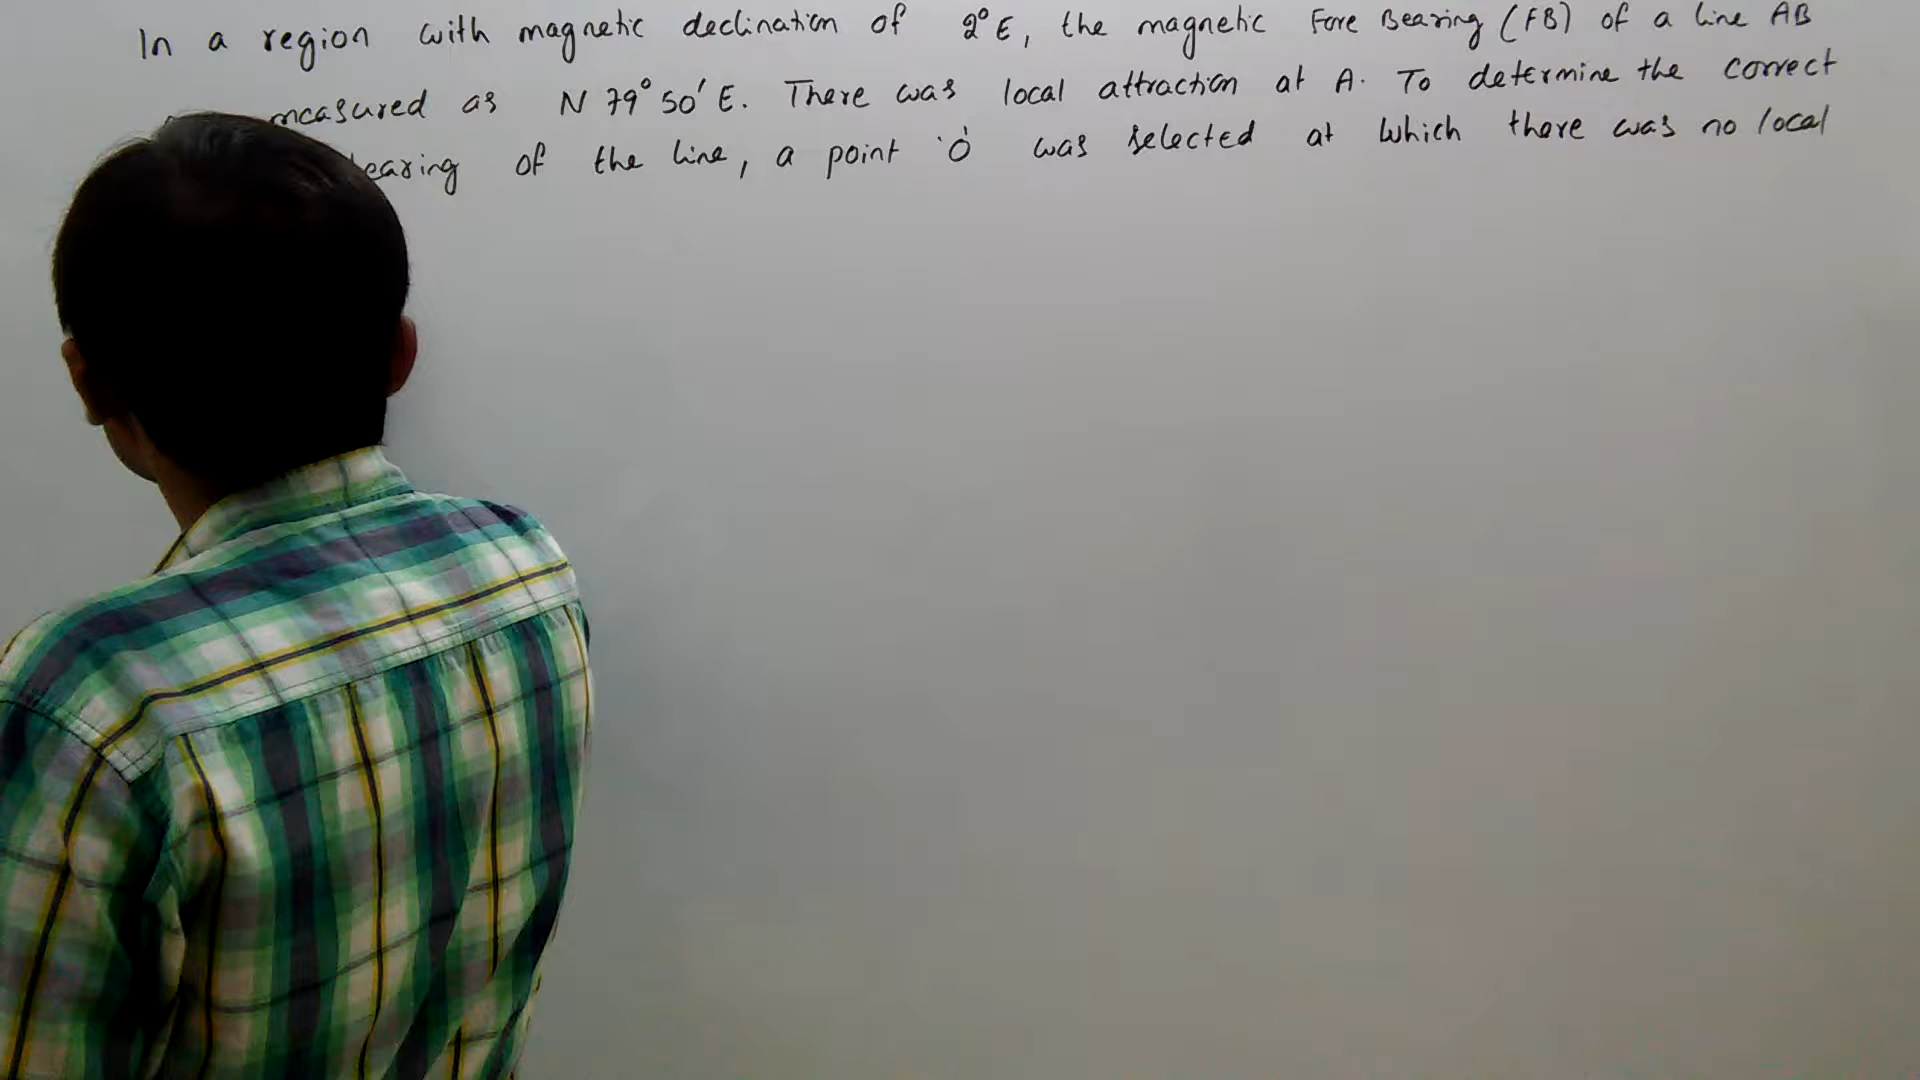 In a region with magnetic declination of 2° E, the magnetic Fore Bearing (FB) of a line AB
measured as N 79° 50' E. There was local attraction at A. To determine the correct
of the line, a point 'O' was selected at which there was no local